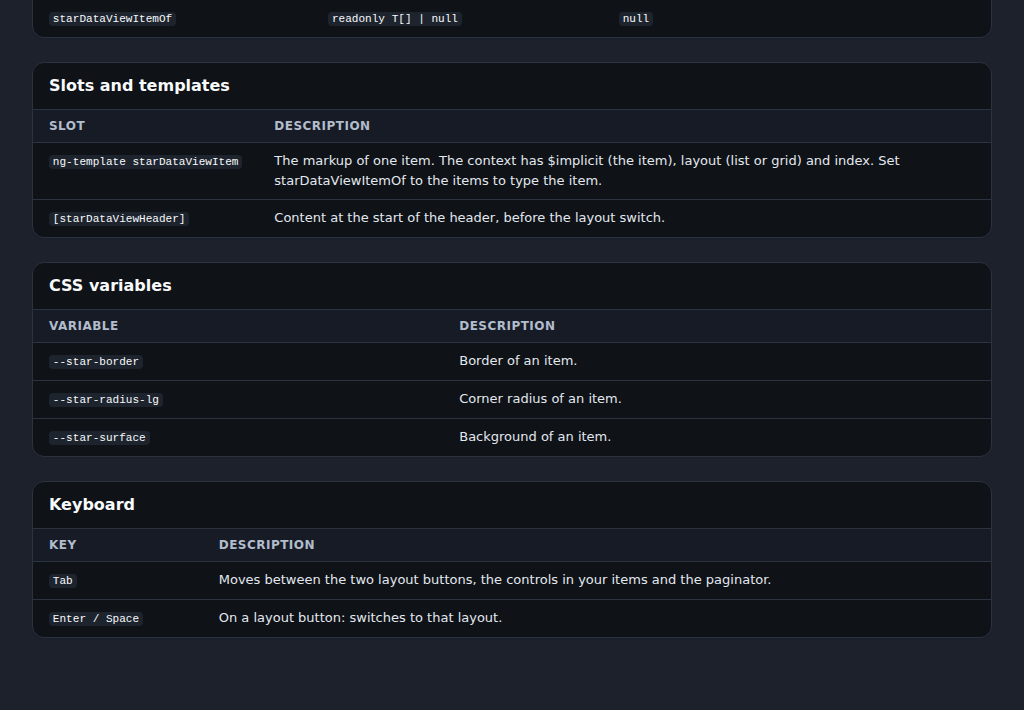 starDataViewItemOf readonly T[] | null null
Slots and templates
SLOT DESCRIPTION
ng-template starDataViewItem The markup of one item. The context has $implicit (the item), layout (list or grid) and index. Set
starDataViewItemOf to the items to type the item.
[starDataViewHeader] Content at the start of the header, before the layout switch.
CSS variables
VARIABLE DESCRIPTION
--star-border Border of an item.
--star-radius-lg Corner radius of an item.
--star-surface Background of an item.
Keyboard
KEY DESCRIPTION
Tab Moves between the two layout buttons, the controls in your items and the paginator.
Enter / Space On a layout button: switches to that layout.